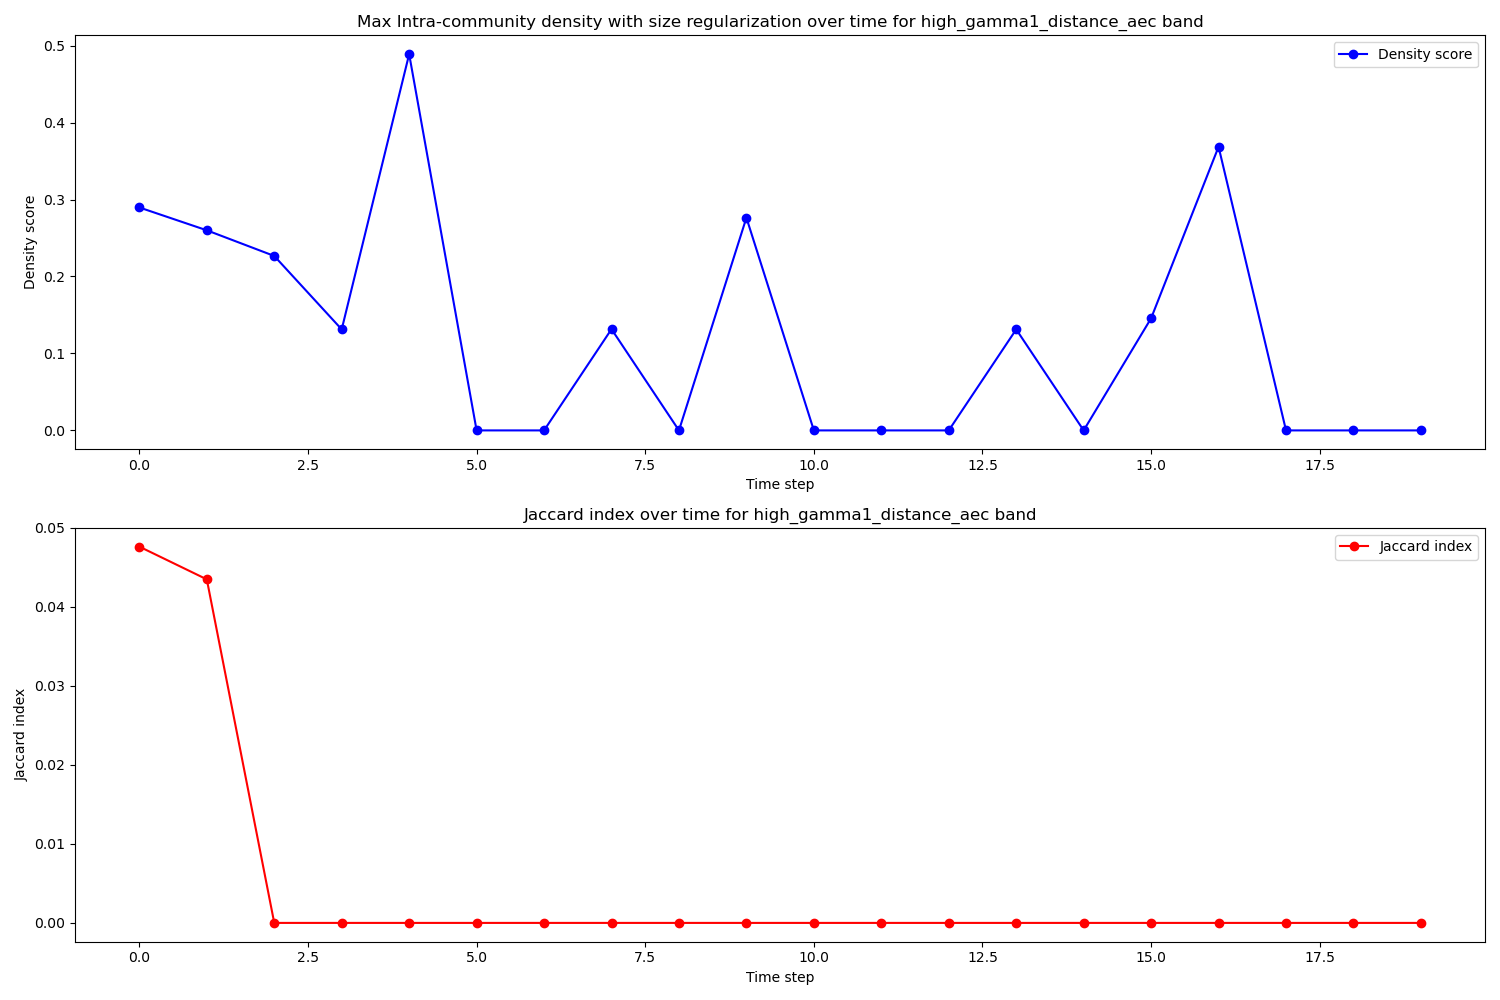 Max Intra-community density with size regularization over time for high_gamma1_distance_aec band
Density score
0.5
0.4
0.3
0.2
0.1
0.0
Density score
0.0 2.5 5.0 7.5 10.0 12.5 15.0 17.5
Time step
Jaccard index over time for high_gamma1_distance_aec band
Jaccard index
0.05
0.04
0.03
0.02
0.01
0.00
Jaccard index
0.0 2.5 5.0 7.5 10.0 12.5 15.0 17.5
Time step